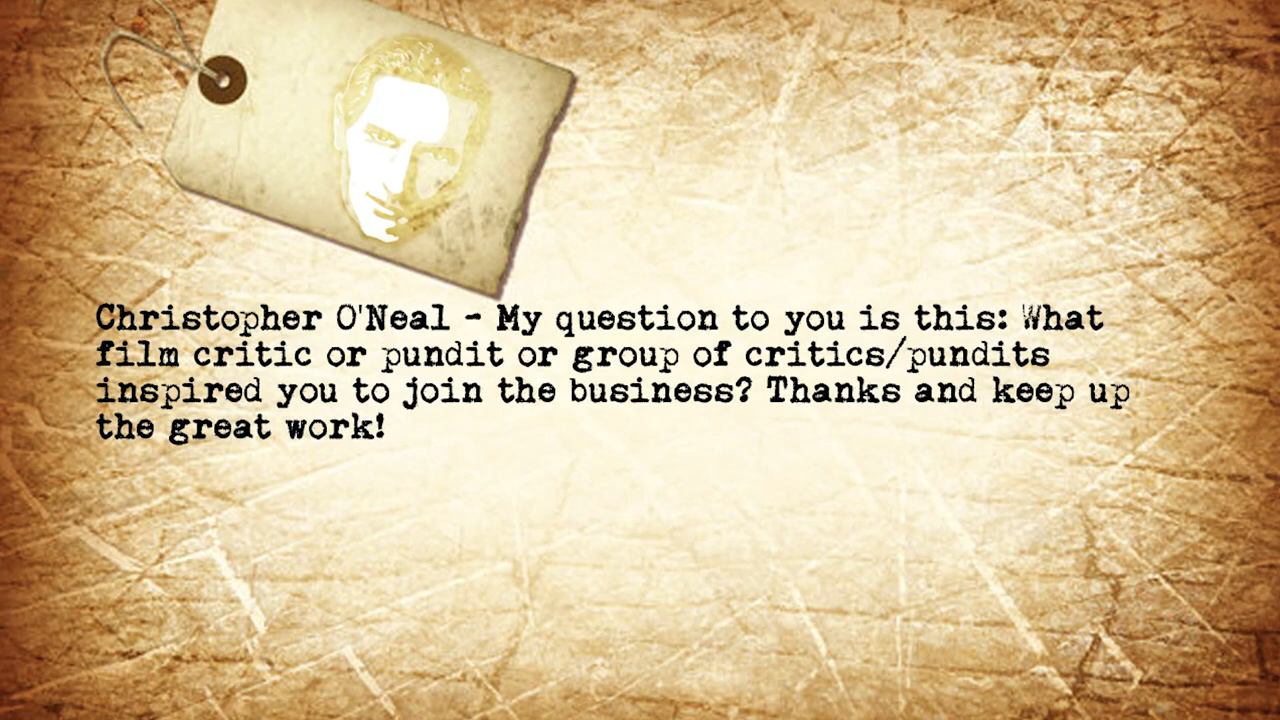 Christopher O'Neal - My question to you is this: What
film critic or pundit or group of critics/pundits
inspired you to join the business? Thanks and keep up
the great work!